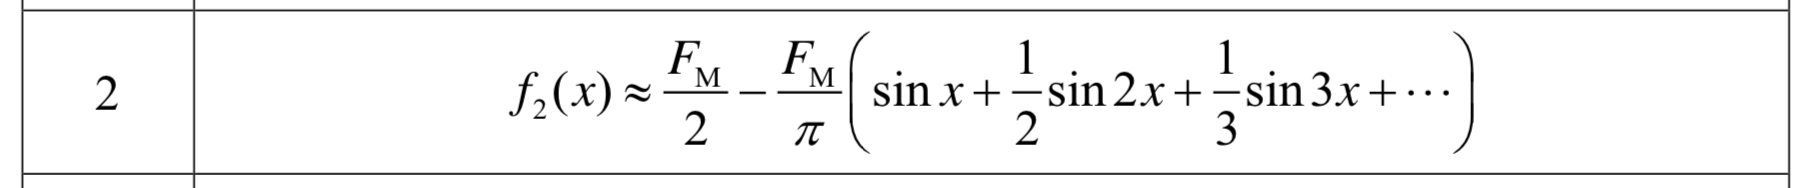 2 f₂(x) ≈ F_M/2 − F_M/π (sin x + 1/2 sin 2x + 1/3 sin 3x + ⋯)